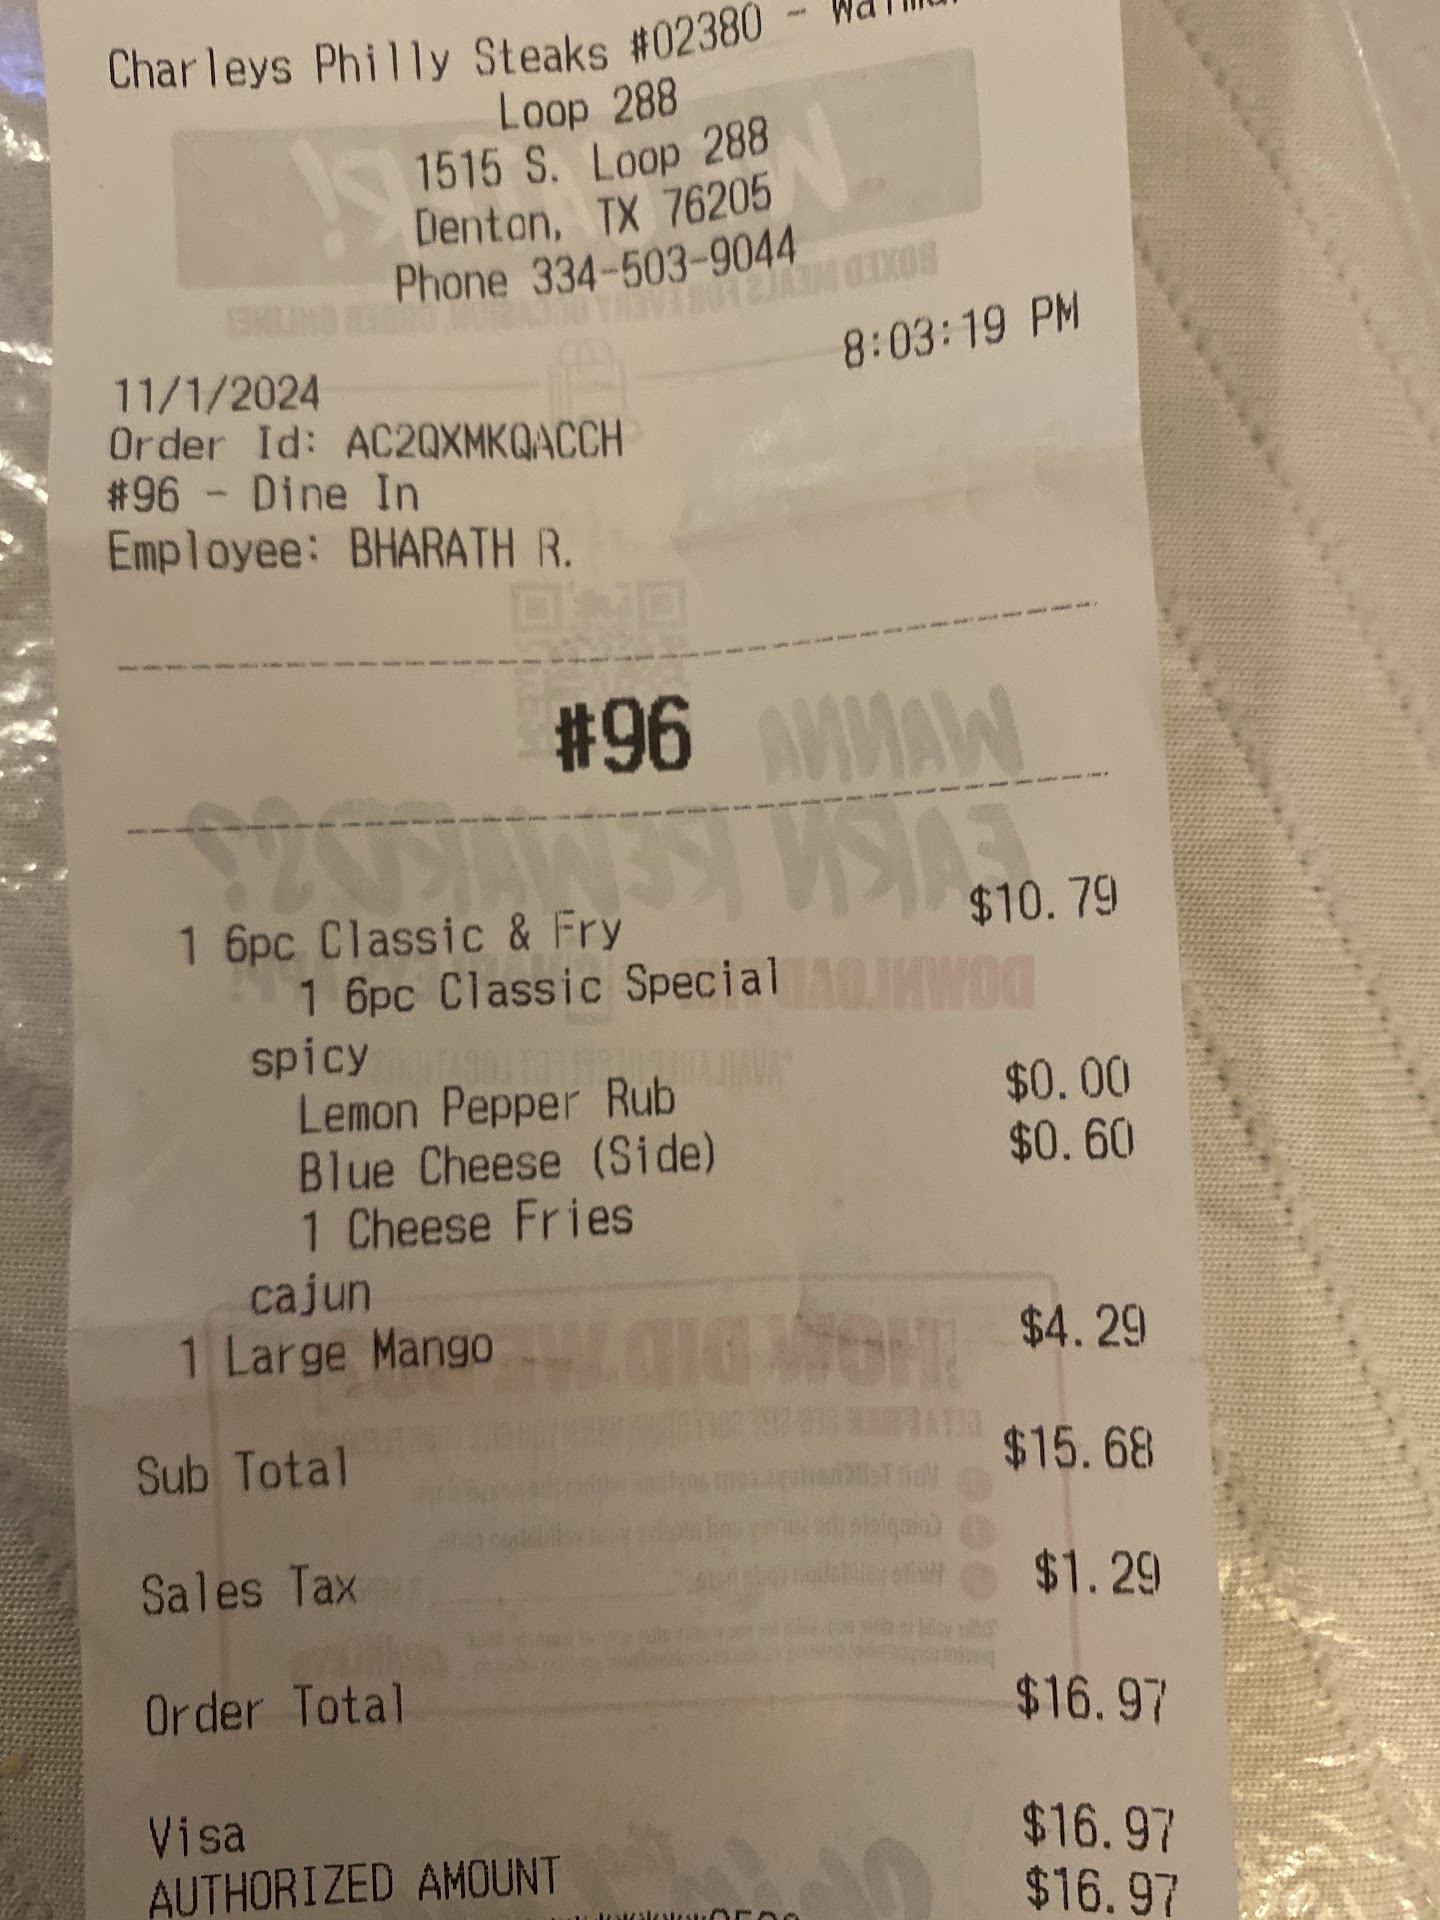 Charleys Philly Steaks #02380 -
Loop 288
1515 S. Loop 288
Denton, TX 76205
Phone 334-503-9044
8:03:19 PM
11/1/2024
Order Id: AC2QXMKQACCH
#96 - Dine In
Employee: BHARATH R.
#96
WANNA
EARN REWARDS?
1 6pc Classic & Fry $10.79
DOWNLOAD
1 6pc Classic Special
spicy
Lemon Pepper Rub $0.00
Blue Cheese (Side) $0.60
1 Cheese Fries
cajun
1 Large Mango $4.29
Sub Total $15.68
Sales Tax $1.29
Order Total $16.97
Visa $16.97
AUTHORIZED AMOUNT $16.97